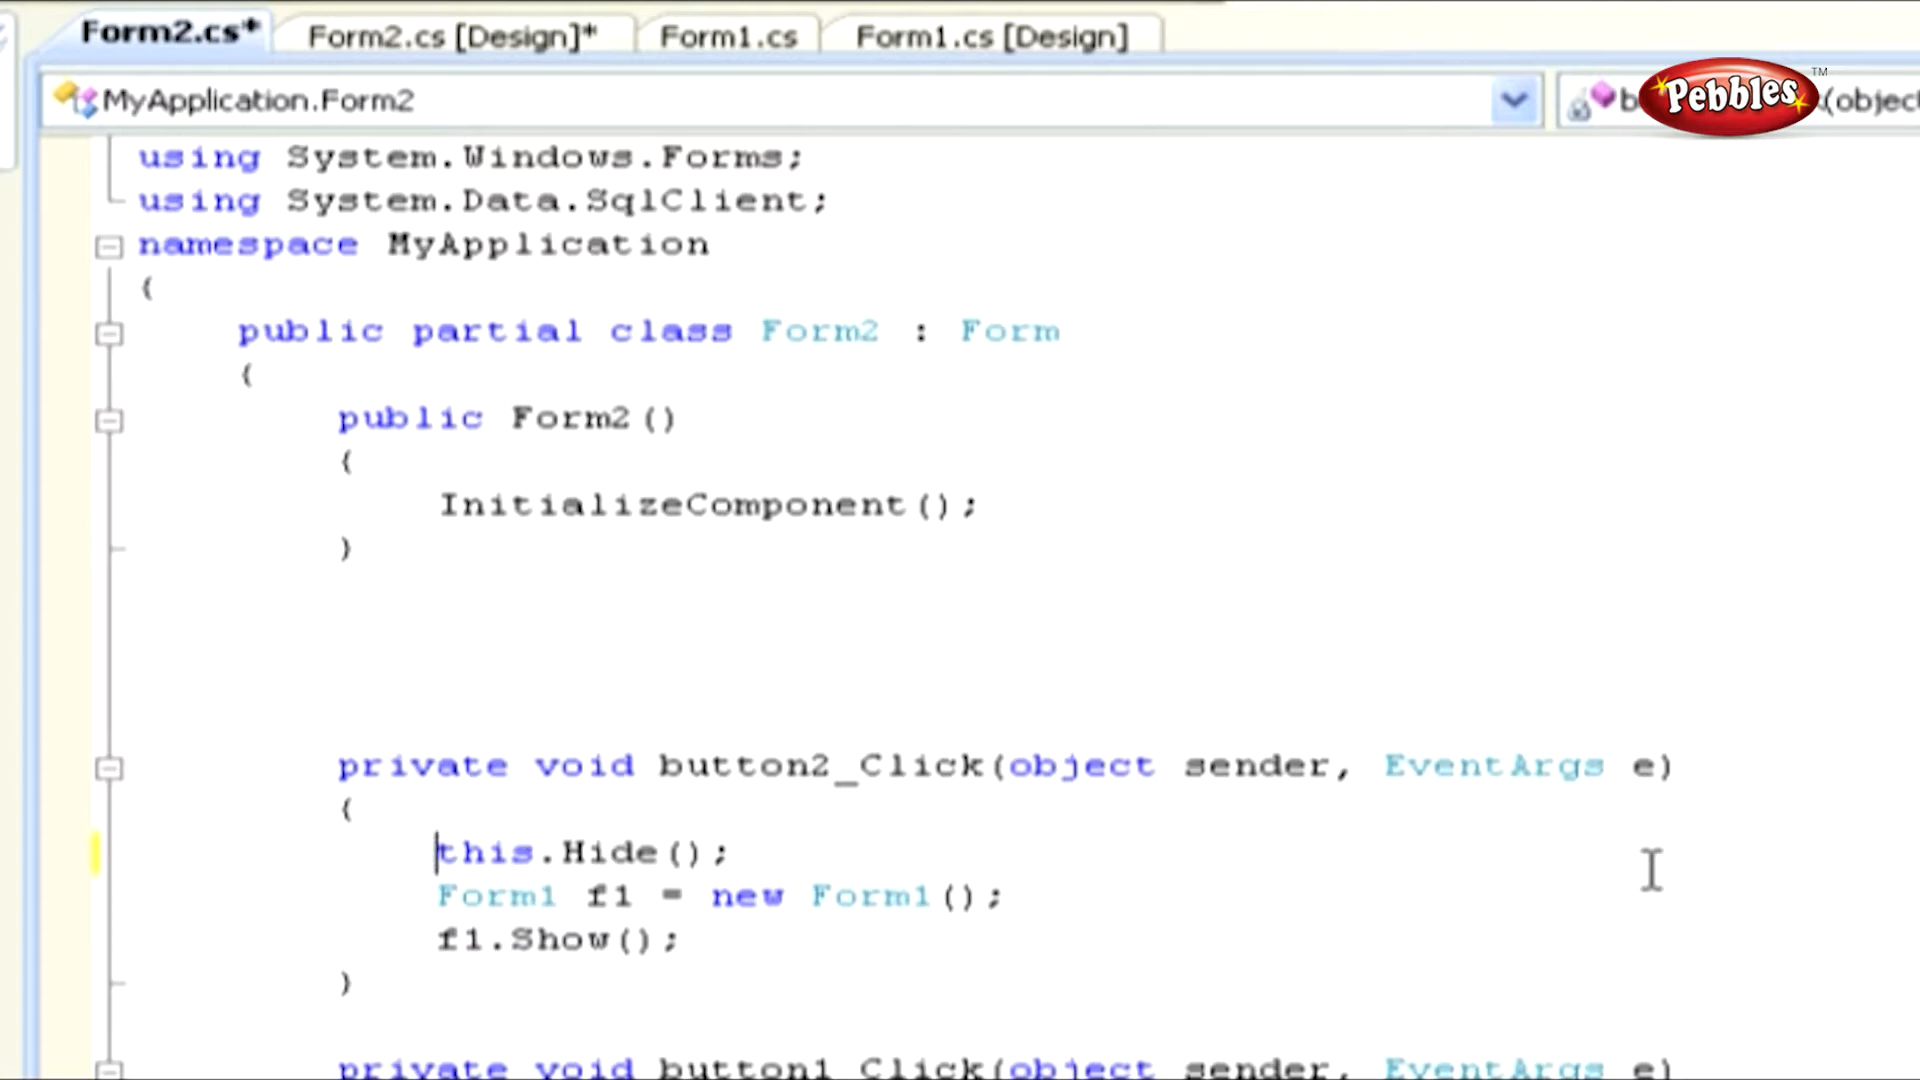 Form2.cs* Form2.cs [Design]* Form1.cs Form1.cs [Design]
MyApplication.Form2
Pebbles TM
(object
using System.Windows.Forms;
using System.Data.SqlClient;
namespace MyApplication
{
public partial class Form2 : Form
{
public Form2()
{
InitializeComponent();
}
private void button2_Click(object sender, EventArgs e)
{
this.Hide();
Form1 f1 = new Form1();
f1.Show();
}
private void button1_Click(object sender, EventArgs e)